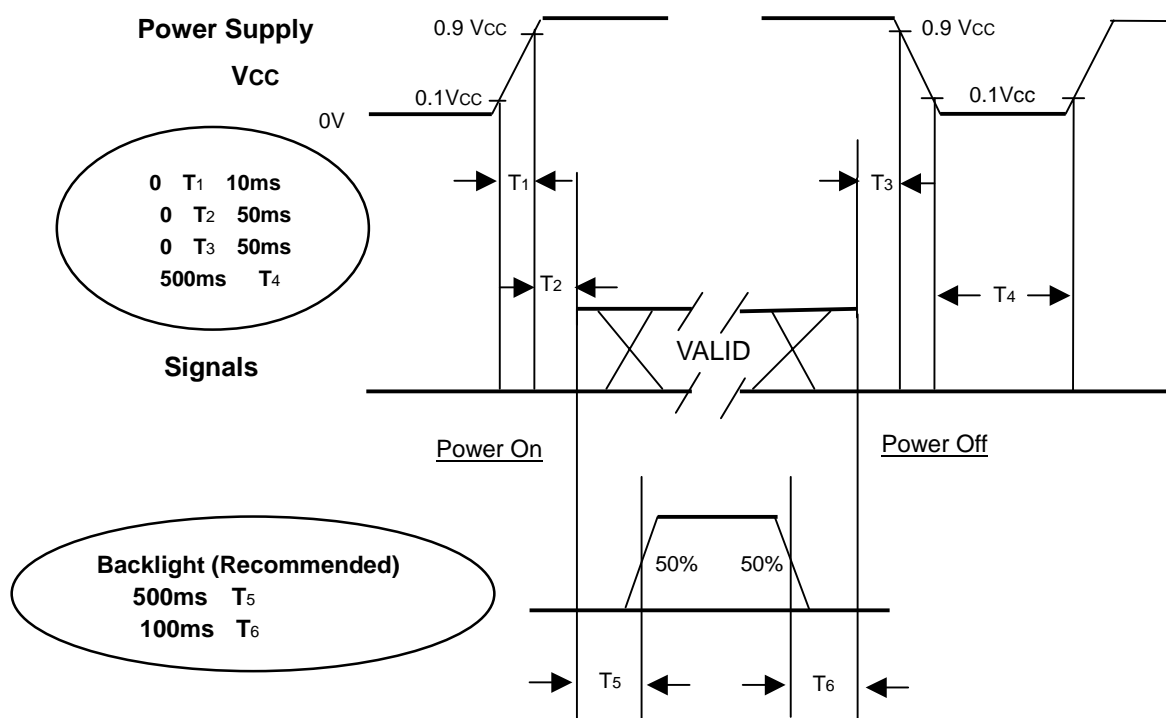 Power Supply
VCC
0.9 VCC
0.9 VCC
0.1VCC
0.1VCC
0V
0 T1 10ms
0 T2 50ms
0 T3 50ms
500ms T4
T1
T3
T2
T4
VALID
Signals
Power On
Power Off
Backlight (Recommended)
500ms T5
100ms T6
50%
50%
T5
T6